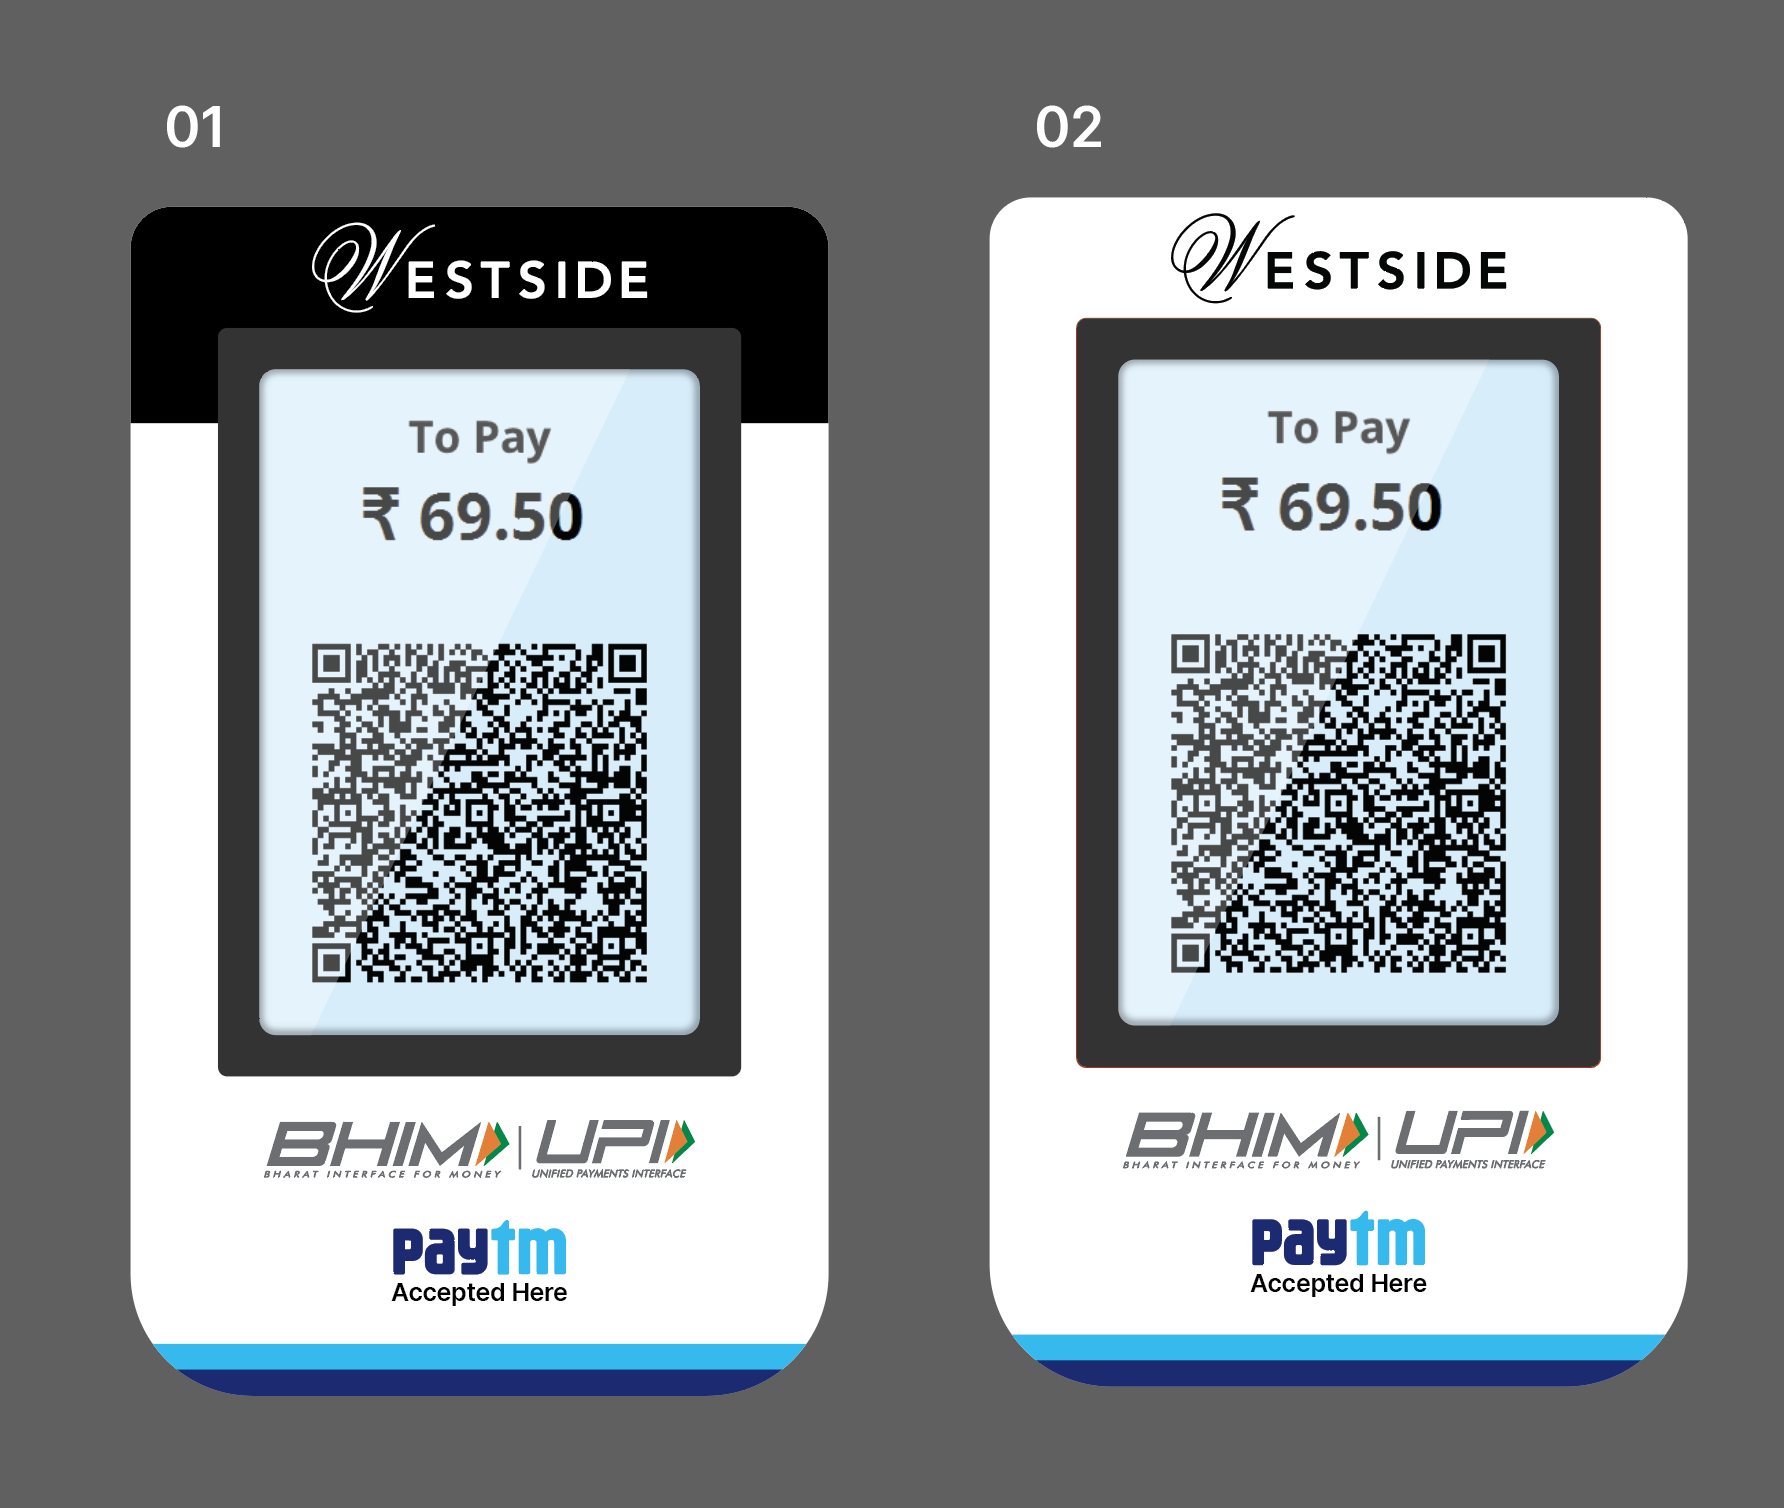 01
WESTSIDE
To Pay
₹ 69.50
BHIM | UPI
BHARAT INTERFACE FOR MONEY UNIFIED PAYMENTS INTERFACE
paytm
Accepted Here
02
WESTSIDE
To Pay
₹ 69.50
BHIM | UPI
BHARAT INTERFACE FOR MONEY UNIFIED PAYMENTS INTERFACE
paytm
Accepted Here